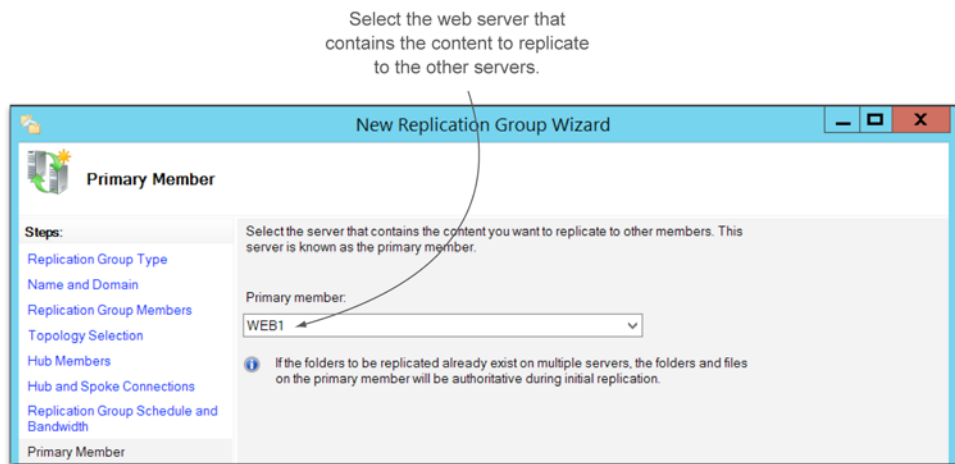 Select the web server that
contains the content to replicate
to the other servers.
New Replication Group Wizard
Primary Member
Steps:
Replication Group Type
Name and Domain
Replication Group Members
Topology Selection
Hub Members
Hub and Spoke Connections
Replication Group Schedule and
Bandwidth
Primary Member
Select the server that contains the content you want to replicate to other members. This
server is known as the primary member.
Primary member:
WEB1
If the folders to be replicated already exist on multiple servers, the folders and files
on the primary member will be authoritative during initial replication.